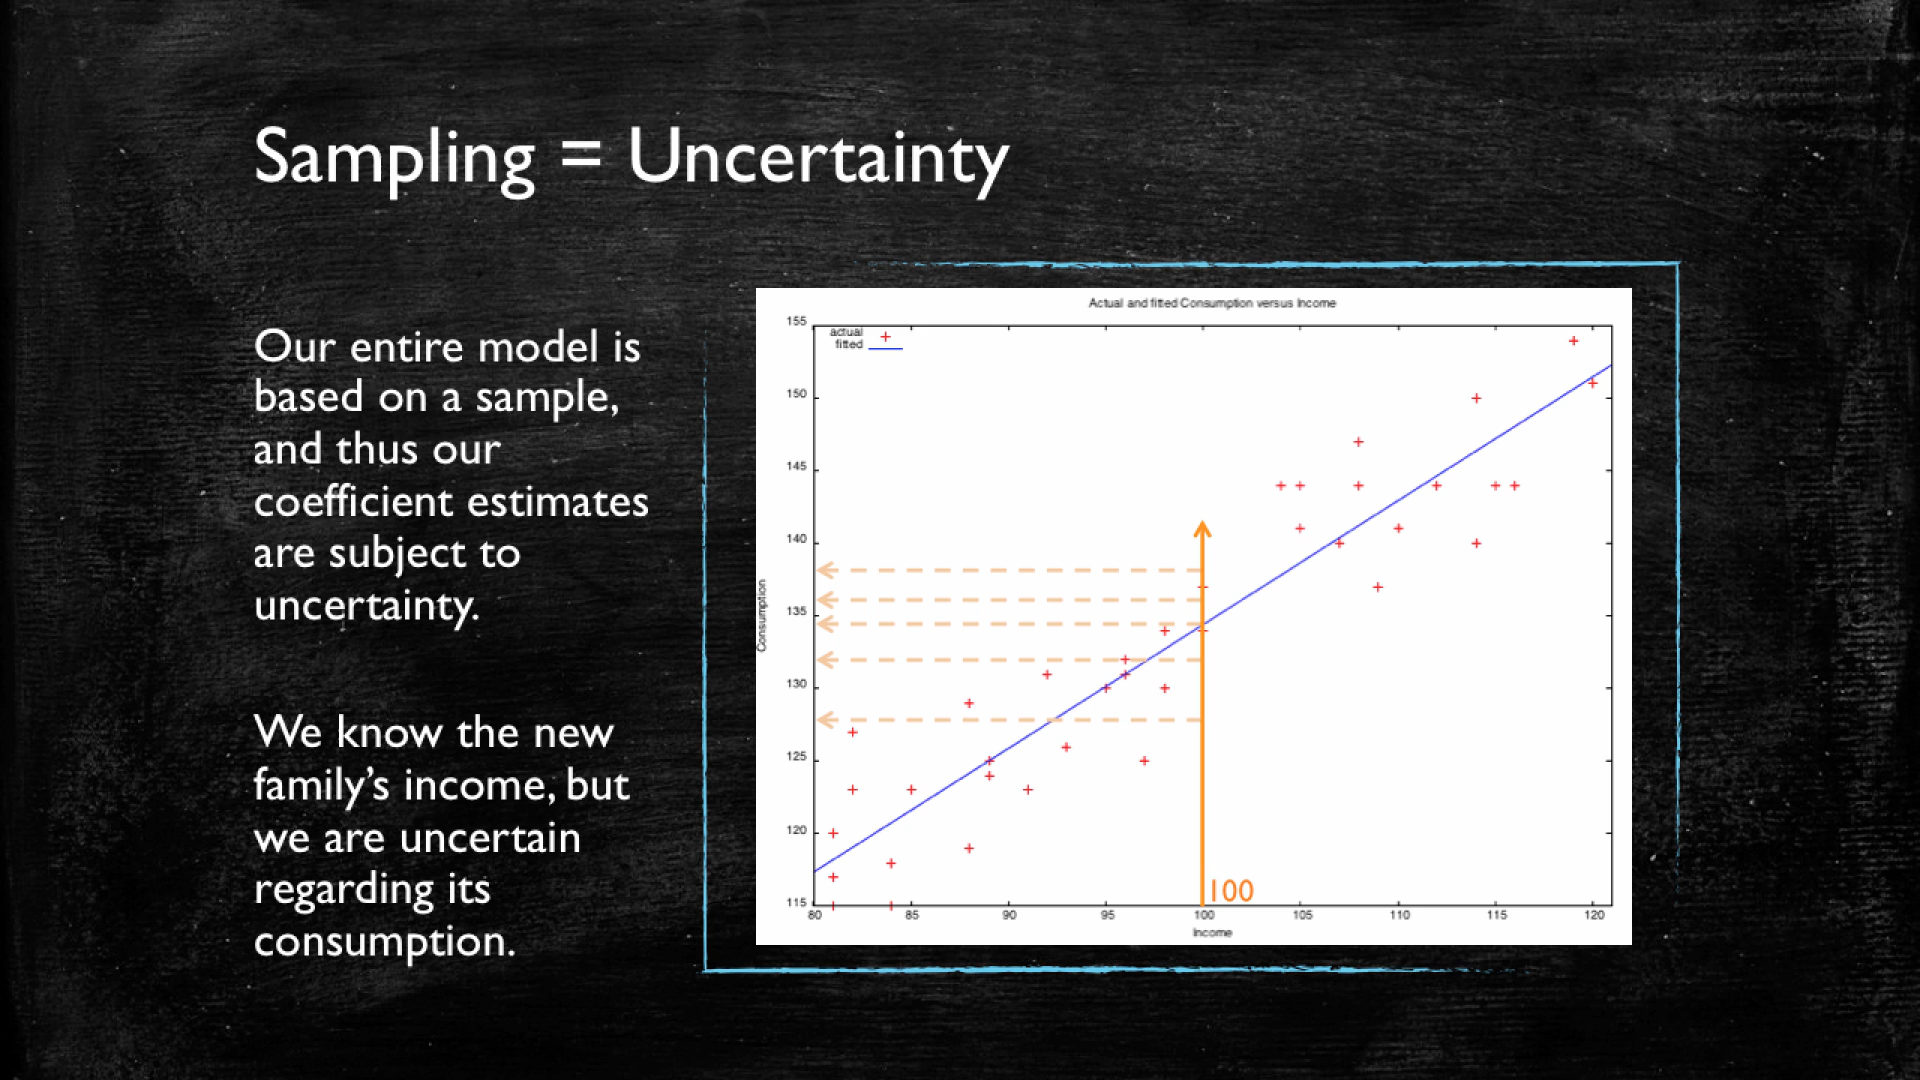 Sampling = Uncertainty
Our entire model is
based on a sample,
and thus our
coefficient estimates
are subject to
uncertainty.
We know the new
family's income, but
we are uncertain
regarding its
consumption.
Actual and fitted Consumption versus Income
actual
fitted
155
150
145
140
135
130
125
120
115
Consumption
100
80
85
90
95
100
105
110
115
120
Income